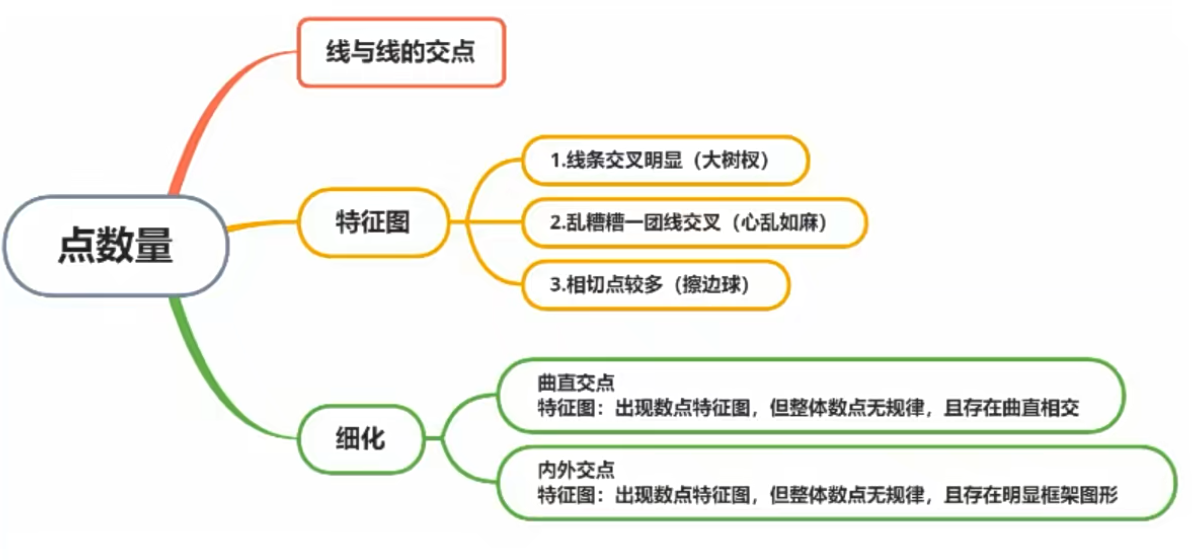 线与线的交点
1.线条交叉明显（大树杈）
特征图
2.乱糟糟一团线交叉（心乱如麻）
点数量
3.相切点较多（擦边球）
曲直交点
特征图：出现数点特征图，但整体数点无规律，且存在曲直相交
细化
内外交点
特征图：出现数点特征图，但整体数点无规律，且存在明显框架图形